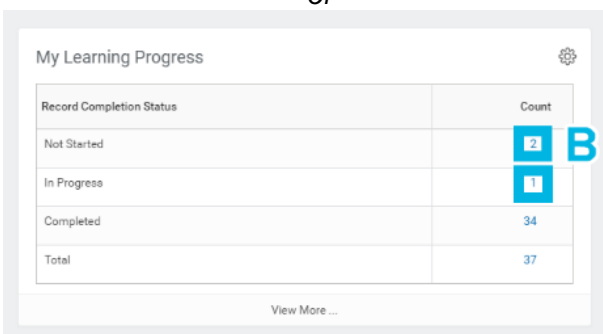 or
My Learning Progress
Record Completion Status Count
Not Started 2 B
In Progress 1
Completed 34
Total 37
View More ...